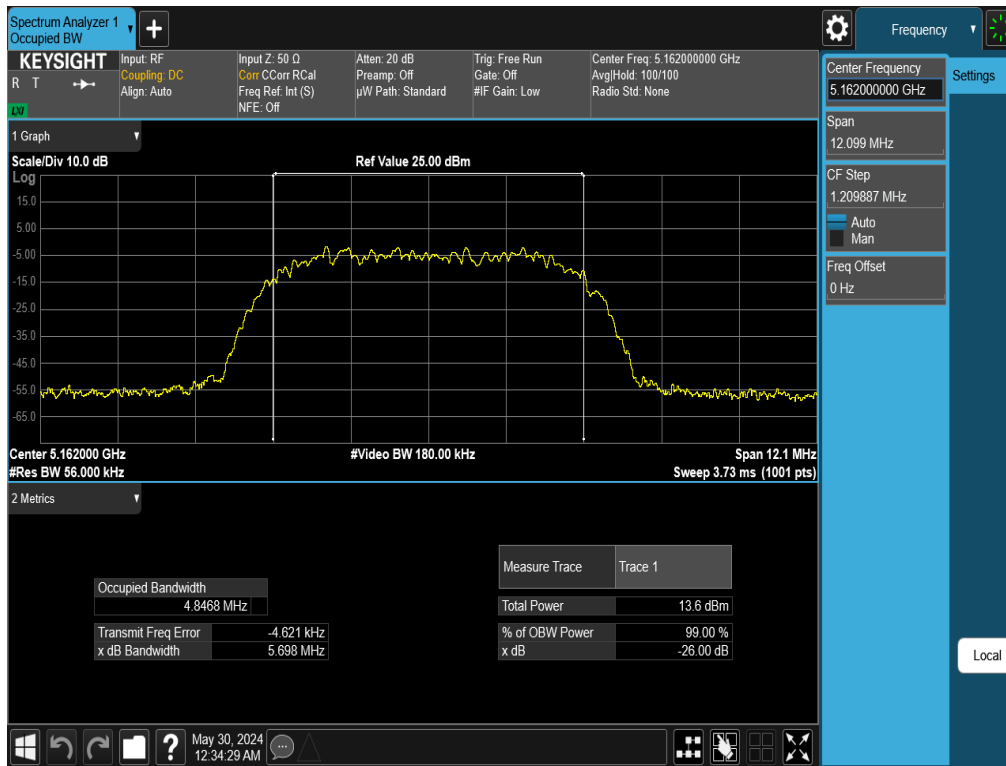 Spectrum Analyzer 1
Occupied BW
Frequency
KEYSIGHT
R T
LXI
Input: RF
Coupling: DC
Align: Auto
Input Z: 50 Ω
Corr CCorr RCal
Freq Ref: Int (S)
NFE: Off
Atten: 20 dB
Preamp: Off
µW Path: Standard
Trig: Free Run
Gate: Off
#IF Gain: Low
Center Freq: 5.162000000 GHz
Avg|Hold: 100/100
Radio Std: None
Center Frequency
5.162000000 GHz
Settings
Span
12.099 MHz
CF Step
1.209887 MHz
Auto
Man
Freq Offset
0 Hz
Local
1 Graph
Scale/Div 10.0 dB
Ref Value 25.00 dBm
Log
15.0
5.00
-5.00
-15.0
-25.0
-35.0
-45.0
-55.0
-65.0
Center 5.162000 GHz
#Video BW 180.00 kHz
Span 12.1 MHz
#Res BW 56.000 kHz
Sweep 3.73 ms (1001 pts)
2 Metrics
Measure Trace Trace 1
Occupied Bandwidth
4.8468 MHz
Total Power 13.6 dBm
Transmit Freq Error -4.621 kHz
% of OBW Power 99.00 %
x dB Bandwidth 5.698 MHz
x dB -26.00 dB
?
May 30, 2024
12:34:29 AM